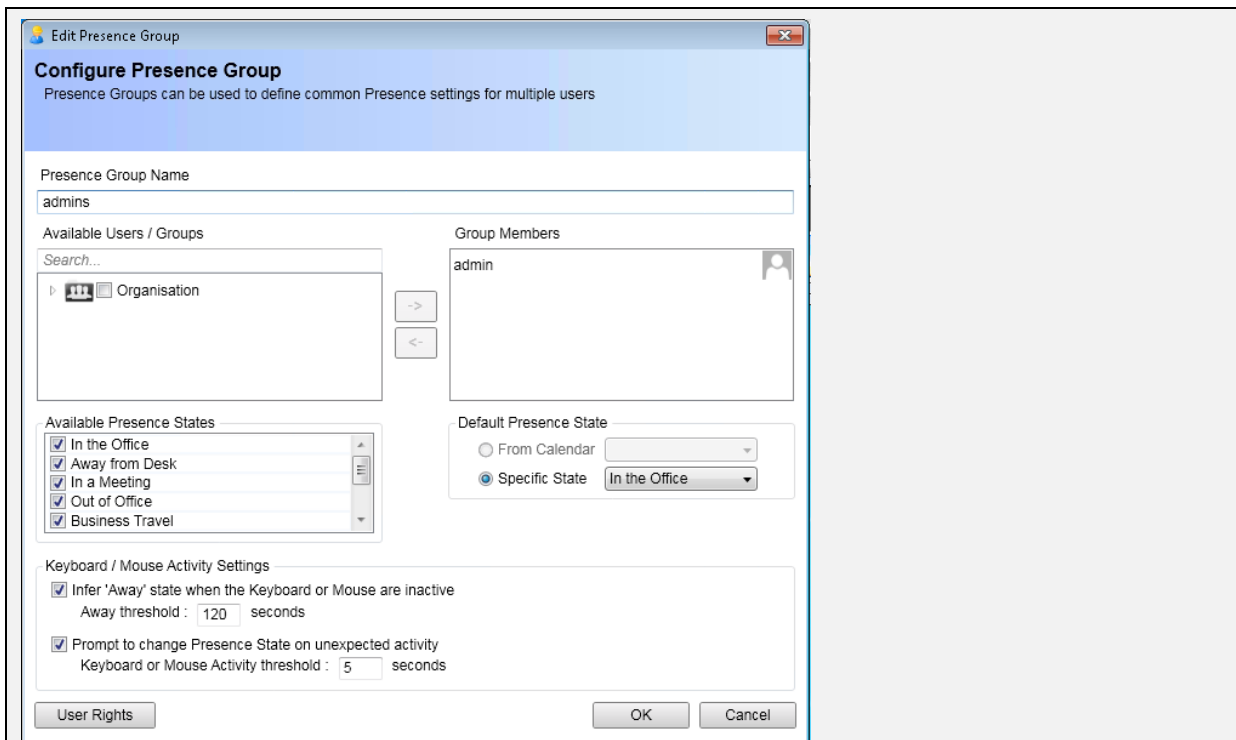 Edit Presence Group
Configure Presence Group
Presence Groups can be used to define common Presence settings for multiple users
Presence Group Name
admins
Available Users / Groups
Group Members
Search...
admin
Organisation
->
<-
Available Presence States
Default Presence State
In the Office
From Calendar
Away from Desk
In a Meeting
Specific State In the Office
Out of Office
Business Travel
Keyboard / Mouse Activity Settings
Infer 'Away' state when the Keyboard or Mouse are inactive
Away threshold : 120 seconds
Prompt to change Presence State on unexpected activity
Keyboard or Mouse Activity threshold : 5 seconds
User Rights
OK
Cancel